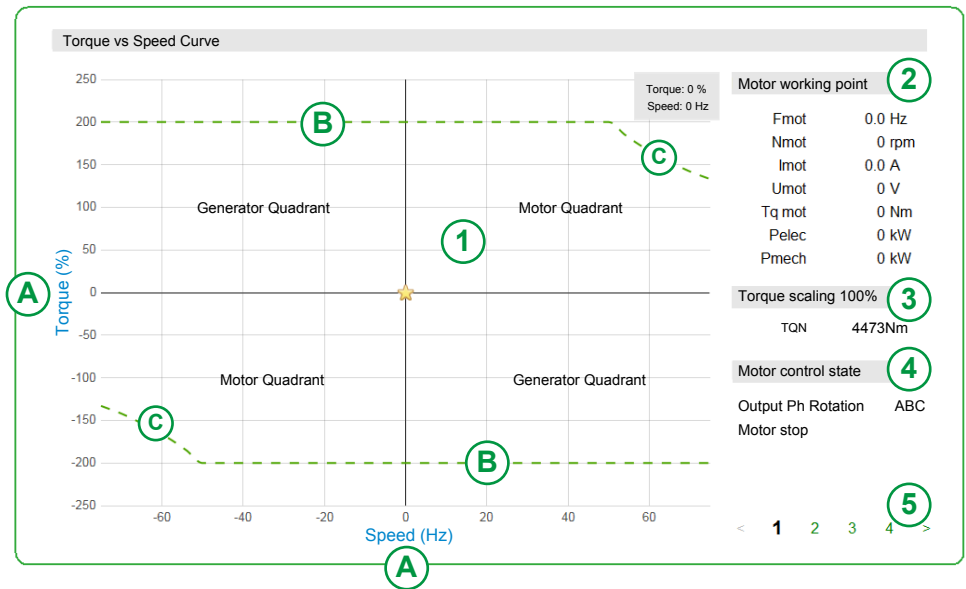 Torque vs Speed Curve
250
200
150
100
50
0
-50
-100
-150
-200
-250
Torque (%)
A
B
C
Torque: 0 %
Speed: 0 Hz
Generator Quadrant
Motor Quadrant
1
Motor Quadrant
Generator Quadrant
C
B
-60
-40
-20
0
20
40
60
Speed (Hz)
A
Motor working point
2
Fmot 0.0 Hz
Nmot 0 rpm
Imot 0.0 A
Umot 0 V
Tq mot 0 Nm
Pelec 0 kW
Pmech 0 kW
Torque scaling 100%
3
TQN 4473Nm
Motor control state
4
Output Ph Rotation ABC
Motor stop
5
< 1 2 3 4 >